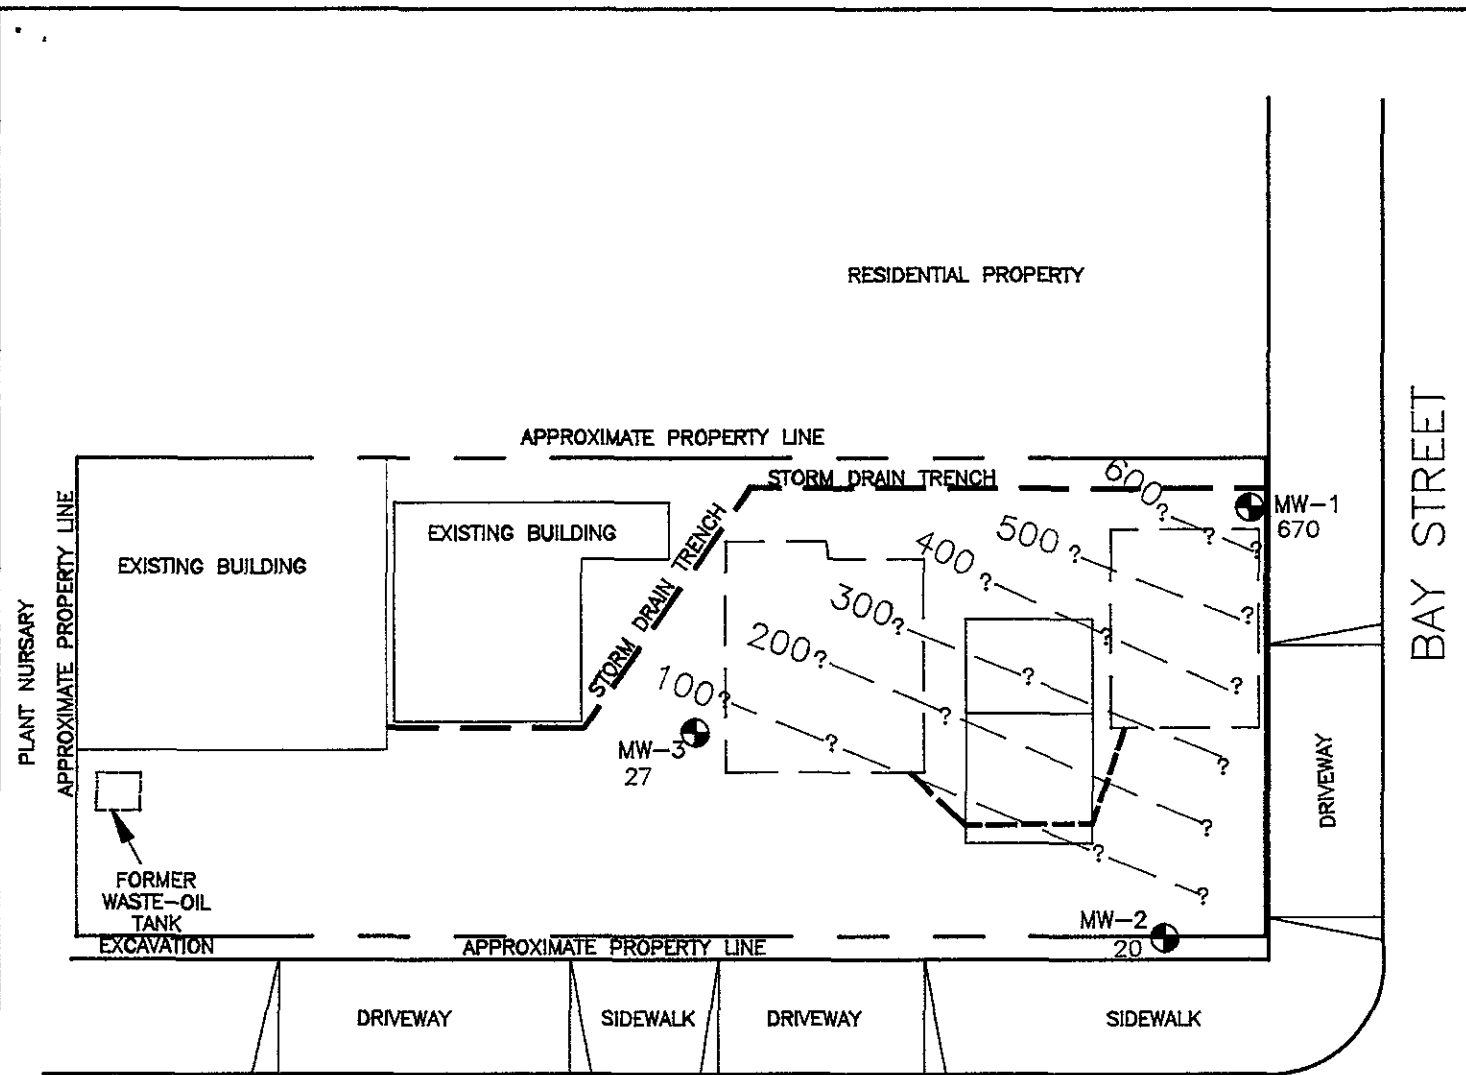 RESIDENTIAL PROPERTY
APPROXIMATE PROPERTY LINE
STORM DRAIN TRENCH
600
?
?
?
MW-1
670
BAY STREET
EXISTING BUILDING
EXISTING BUILDING
STORM DRAIN TRENCH
500
?
?
400
?
?
?
300
?
?
?
200
?
?
?
100
?
?
?
?
PLANT NURSARY
APPROXIMATE PROPERTY LINE
MW-3
27
DRIVEWAY
FORMER
WASTE-OIL
TANK
EXCAVATION
APPROXIMATE PROPERTY LINE
MW-2
20
DRIVEWAY
SIDEWALK
DRIVEWAY
SIDEWALK